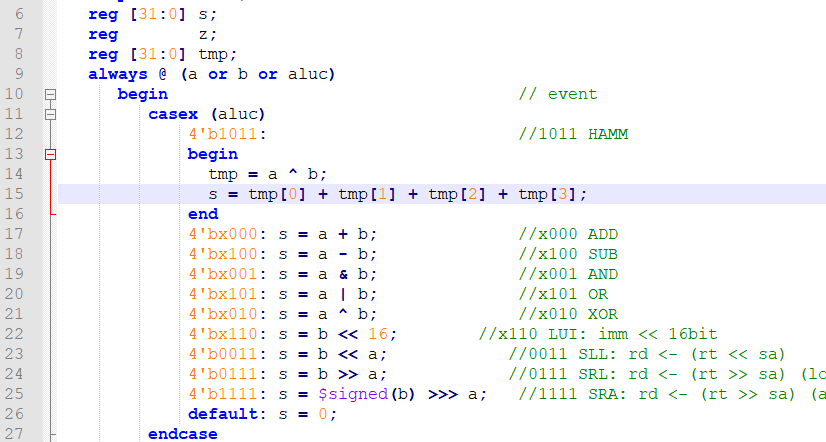 6 reg [31:0] s;
7 reg z;
8 reg [31:0] tmp;
9 always @ (a or b or aluc)
10 begin // event
11 casex (aluc)
12 4'b1011: //1011 HAMM
13 begin
14 tmp = a ^ b;
15 s = tmp[0] + tmp[1] + tmp[2] + tmp[3];
16 end
17 4'bx000: s = a + b; //x000 ADD
18 4'bx100: s = a - b; //x100 SUB
19 4'bx001: s = a & b; //x001 AND
20 4'bx101: s = a | b; //x101 OR
21 4'bx010: s = a ^ b; //x010 XOR
22 4'bx110: s = b << 16; //x110 LUI: imm << 16bit
23 4'b0011: s = b << a; //0011 SLL: rd <- (rt << sa)
24 4'b0111: s = b >> a; //0111 SRL: rd <- (rt >> sa) (lo
25 4'b1111: s = $signed(b) >>> a; //1111 SRA: rd <- (rt >> sa) (a
26 default: s = 0;
27 endcase